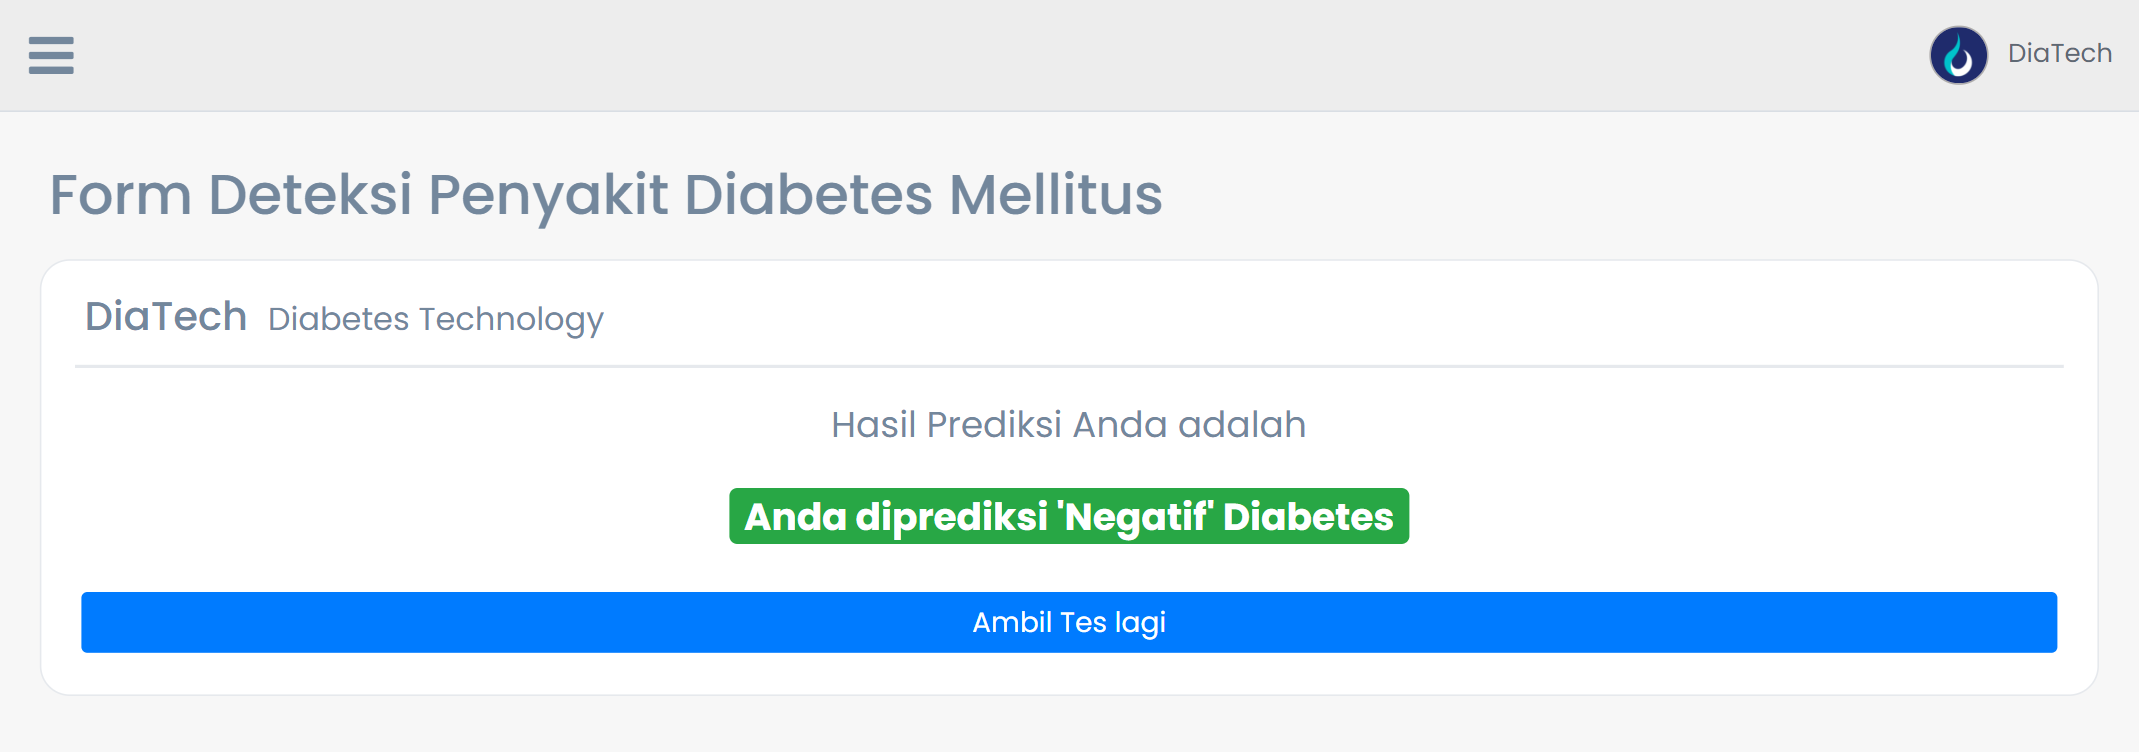 DiaTech
Form Deteksi Penyakit Diabetes Mellitus
DiaTech Diabetes Technology
Hasil Prediksi Anda adalah
Anda diprediksi 'Negatif' Diabetes
Ambil Tes lagi